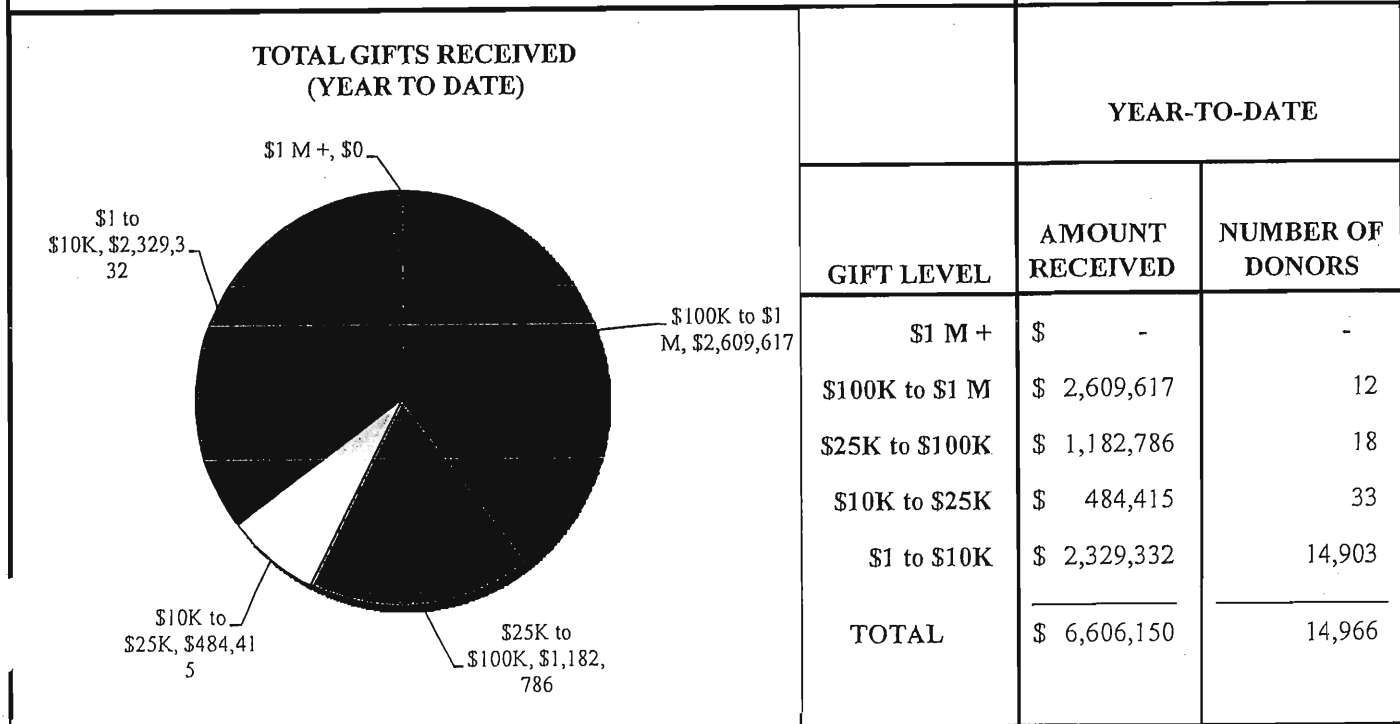 TOTAL GIFTS RECEIVED
(YEAR TO DATE)
$1 M +, $0
$1 to
$10K, $2,329,3
32
$100K to $1
M, $2,609,617
$10K to
$25K, $484,41
5
$25K to
$100K, $1,182,
786
YEAR-TO-DATE
GIFT LEVEL AMOUNT RECEIVED NUMBER OF DONORS
$1 M + $ - -
$100K to $1 M $ 2,609,617 12
$25K to $100K $ 1,182,786 18
$10K to $25K $ 484,415 33
$1 to $10K $ 2,329,332 14,903
TOTAL $ 6,606,150 14,966